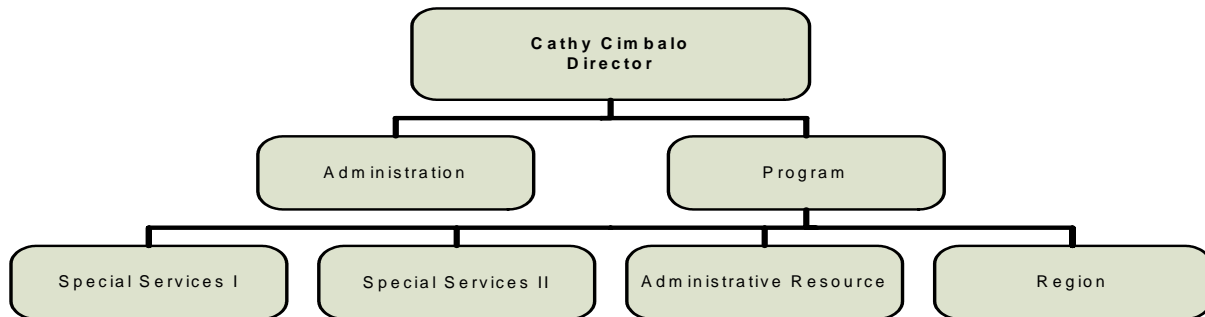 Cathy Cimbalo
Director
Administration
Program
Special Services I
Special Services II
Administrative Resource
Region